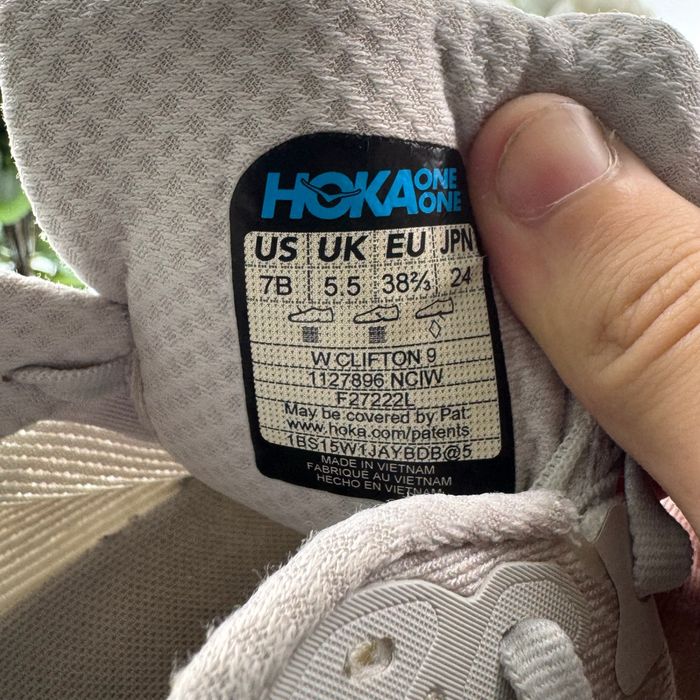 HOKA ONE ONE
US UK EU JPN
7B 5.5 38⅔ 24
W CLIFTON 9
1127896 NCIW
F27222L
May be covered by Pat:
www.hoka.com/patents
1BS15W1JAYBDB@5
MADE IN VIETNAM
FABRIQUE AU VIETNAM
HECHO EN VIETNAM